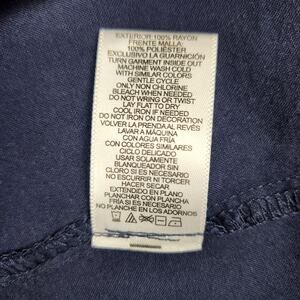 EXTERIOR:100% RAYON
FRENTE MALLA:
100% POLIÉSTER
EXCLUSIVO LA GUARNICIÓN
TURN GARMENT INSIDE OUT
MACHINE WASH COLD
WITH SIMILAR COLORS
GENTLE CYCLE
ONLY NON CHLORINE
BLEACH WHEN NEEDED
DO NOT WRING OR TWIST
LAY FLAT TO DRY
COOL IRON IF NEEDED
DO NOT IRON ON DECORATION
VOLVER LA PRENDA AL REVÉS
LAVAR A MÁQUINA
CON AGUA FRÍA
CON COLORES SIMILARES
CICLO DELICADO
USAR SOLAMENTE
BLANQUEADOR SIN
CLORO SI ES NECESARIO
NO ESCURRIR NI TORCER
HACER SECAR
EXTENDIDO EN PLANO
PLANCHAR CON PLANCHA
FRÍA SI ES NECESARIO
NO PLANCHE EN LOS ADORNOS